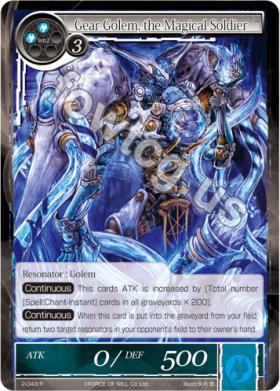 Gear Golem, the Magical Soldier
WILL
3
fowtcg.us
Resonator : Golem
Continuous This cards ATK is increased by [Total number
[Spell:Chant-Instant] cards in all graveyards × 200].
Continuous When this card is put into the graveyard from your field,
return two target resonators in your opponent's field to their owner's hand.
ATK 0/ DEF 500
2-043 R
©FORCE OF WILL Co.,Ltd.